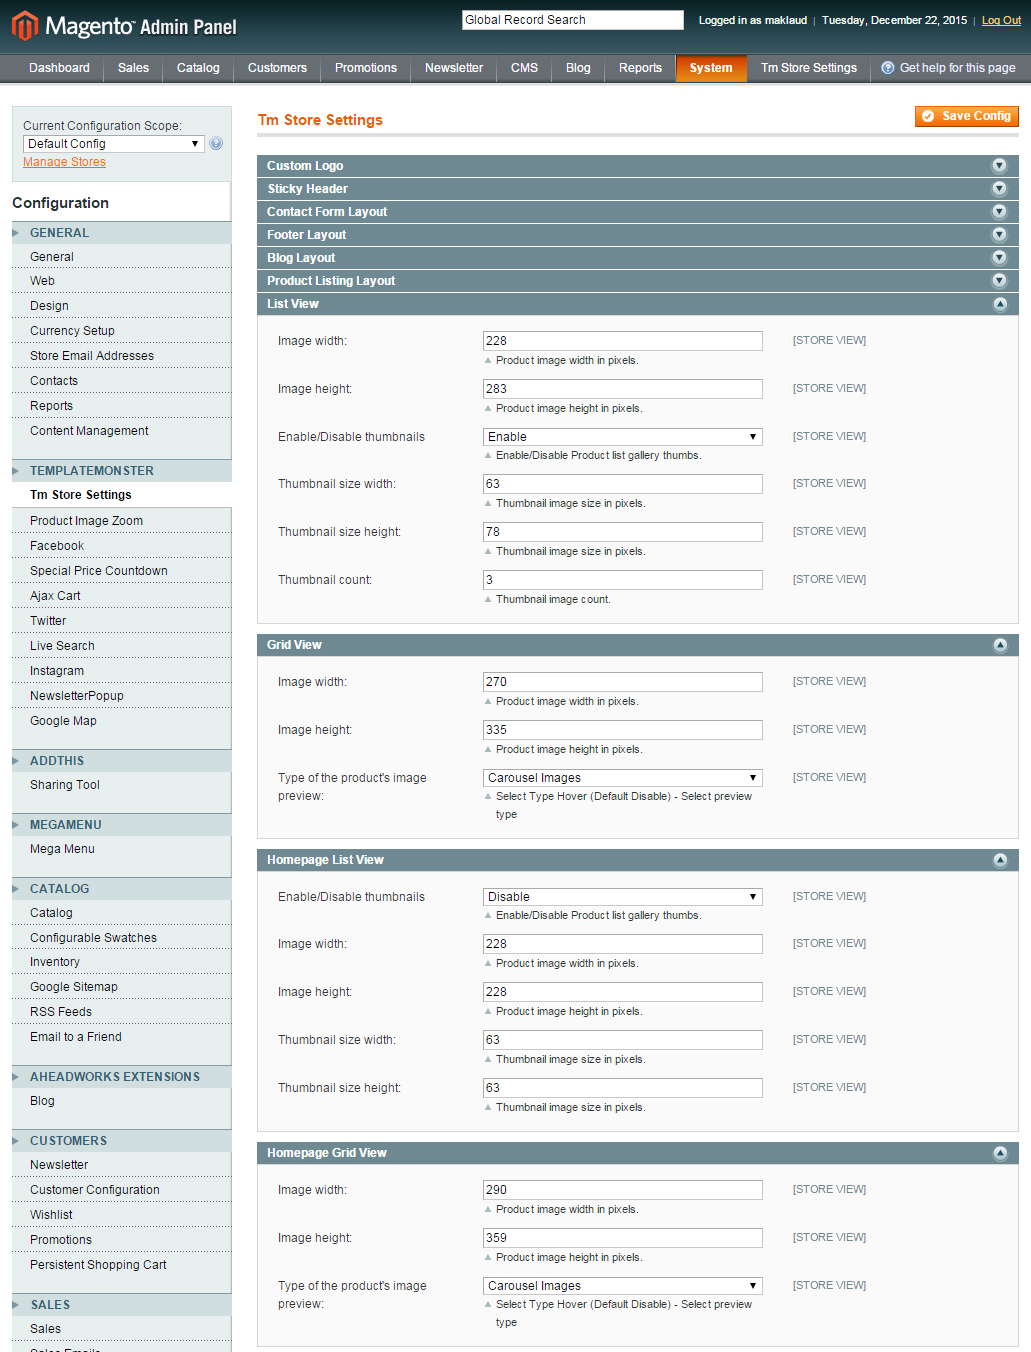 Magento™ Admin Panel
Global Record Search
Logged in as maklaud | Tuesday, December 22, 2015 | Log Out
Dashboard Sales Catalog Customers Promotions Newsletter CMS Blog Reports System Tm Store Settings Get help for this page
Current Configuration Scope:
Default Config
Manage Stores
Configuration
GENERAL
General
Web
Design
Currency Setup
Store Email Addresses
Contacts
Reports
Content Management
TEMPLATEMONSTER
Tm Store Settings
Product Image Zoom
Facebook
Special Price Countdown
Ajax Cart
Twitter
Live Search
Instagram
NewsletterPopup
Google Map
ADDTHIS
Sharing Tool
MEGAMENU
Mega Menu
CATALOG
Catalog
Configurable Swatches
Inventory
Google Sitemap
RSS Feeds
Email to a Friend
AHEADWORKS EXTENSIONS
Blog
CUSTOMERS
Newsletter
Customer Configuration
Wishlist
Promotions
Persistent Shopping Cart
SALES
Sales
Sales Emails
Tm Store Settings
Save Config
Custom Logo
Sticky Header
Contact Form Layout
Footer Layout
Blog Layout
Product Listing Layout
List View
Image width: 228 [STORE VIEW]
Product image width in pixels.
Image height: 283 [STORE VIEW]
Product image height in pixels.
Enable/Disable thumbnails Enable [STORE VIEW]
Enable/Disable Product list gallery thumbs.
Thumbnail size width: 63 [STORE VIEW]
Thumbnail image size in pixels.
Thumbnail size height: 78 [STORE VIEW]
Thumbnail image size in pixels.
Thumbnail count: 3 [STORE VIEW]
Thumbnail image count.
Grid View
Image width: 270 [STORE VIEW]
Product image width in pixels.
Image height: 335 [STORE VIEW]
Product image height in pixels.
Type of the product's image Carousel Images [STORE VIEW]
preview: Select Type Hover (Default Disable) - Select preview
type
Homepage List View
Enable/Disable thumbnails Disable [STORE VIEW]
Enable/Disable Product list gallery thumbs.
Image width: 228 [STORE VIEW]
Product image width in pixels.
Image height: 228 [STORE VIEW]
Product image height in pixels.
Thumbnail size width: 63 [STORE VIEW]
Thumbnail image size in pixels.
Thumbnail size height: 63 [STORE VIEW]
Thumbnail image size in pixels.
Homepage Grid View
Image width: 290 [STORE VIEW]
Product image width in pixels.
Image height: 359 [STORE VIEW]
Product image height in pixels.
Type of the product's image Carousel Images [STORE VIEW]
preview: Select Type Hover (Default Disable) - Select preview
type